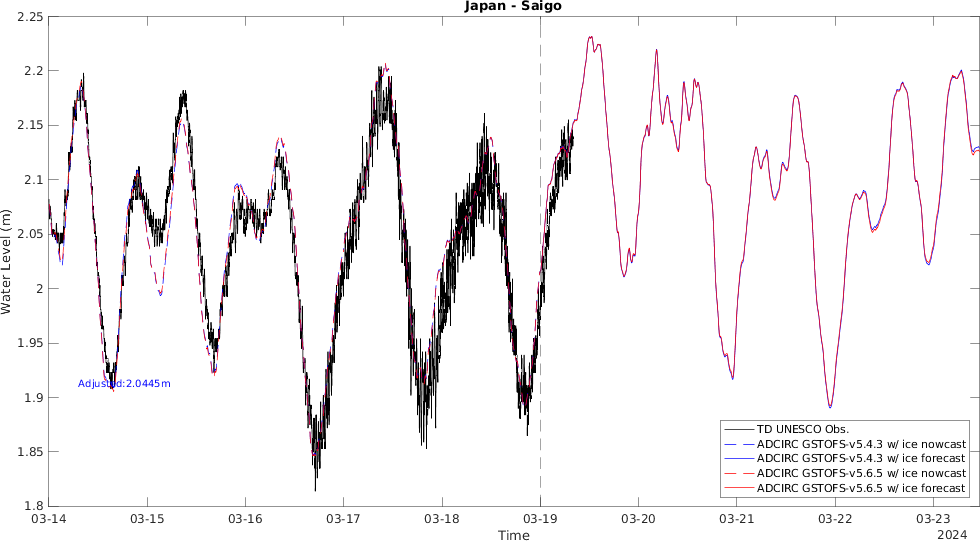 Japan - Saigo
2.25
2.2
2.15
2.1
2.05
2
1.95
1.9
1.85
1.8
Water Level (m)
Adjusted:2.0445m
TD UNESCO Obs.
ADCIRC GSTOFS-v5.4.3 w/ ice nowcast
ADCIRC GSTOFS-v5.4.3 w/ ice forecast
ADCIRC GSTOFS-v5.6.5 w/ ice nowcast
ADCIRC GSTOFS-v5.6.5 w/ ice forecast
03-14 03-15 03-16 03-17 03-18 03-19 03-20 03-21 03-22 03-23
Time
2024